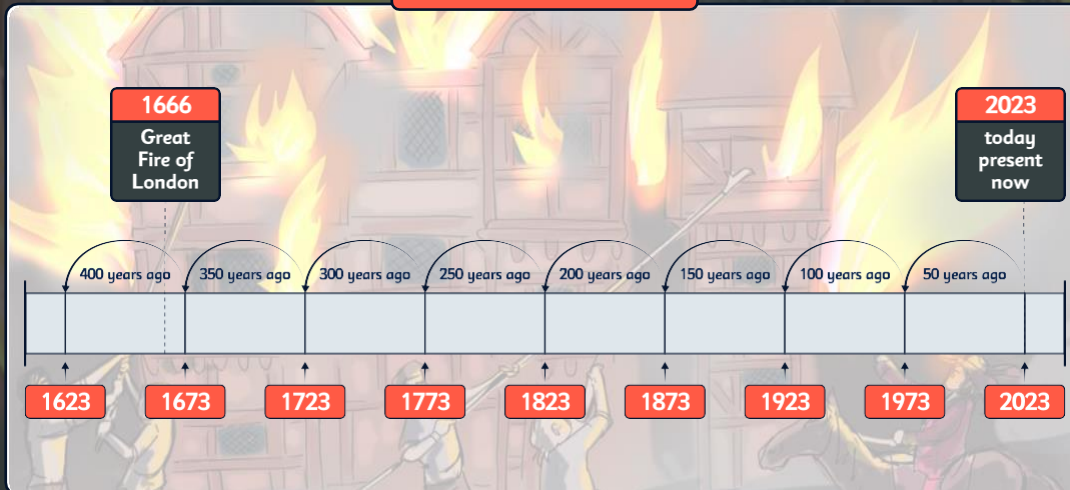 1666
Great
Fire of
London
2023
today
present
now
400 years ago
350 years ago
300 years ago
250 years ago
200 years ago
150 years ago
100 years ago
50 years ago
1623
1673
1723
1773
1823
1873
1923
1973
2023